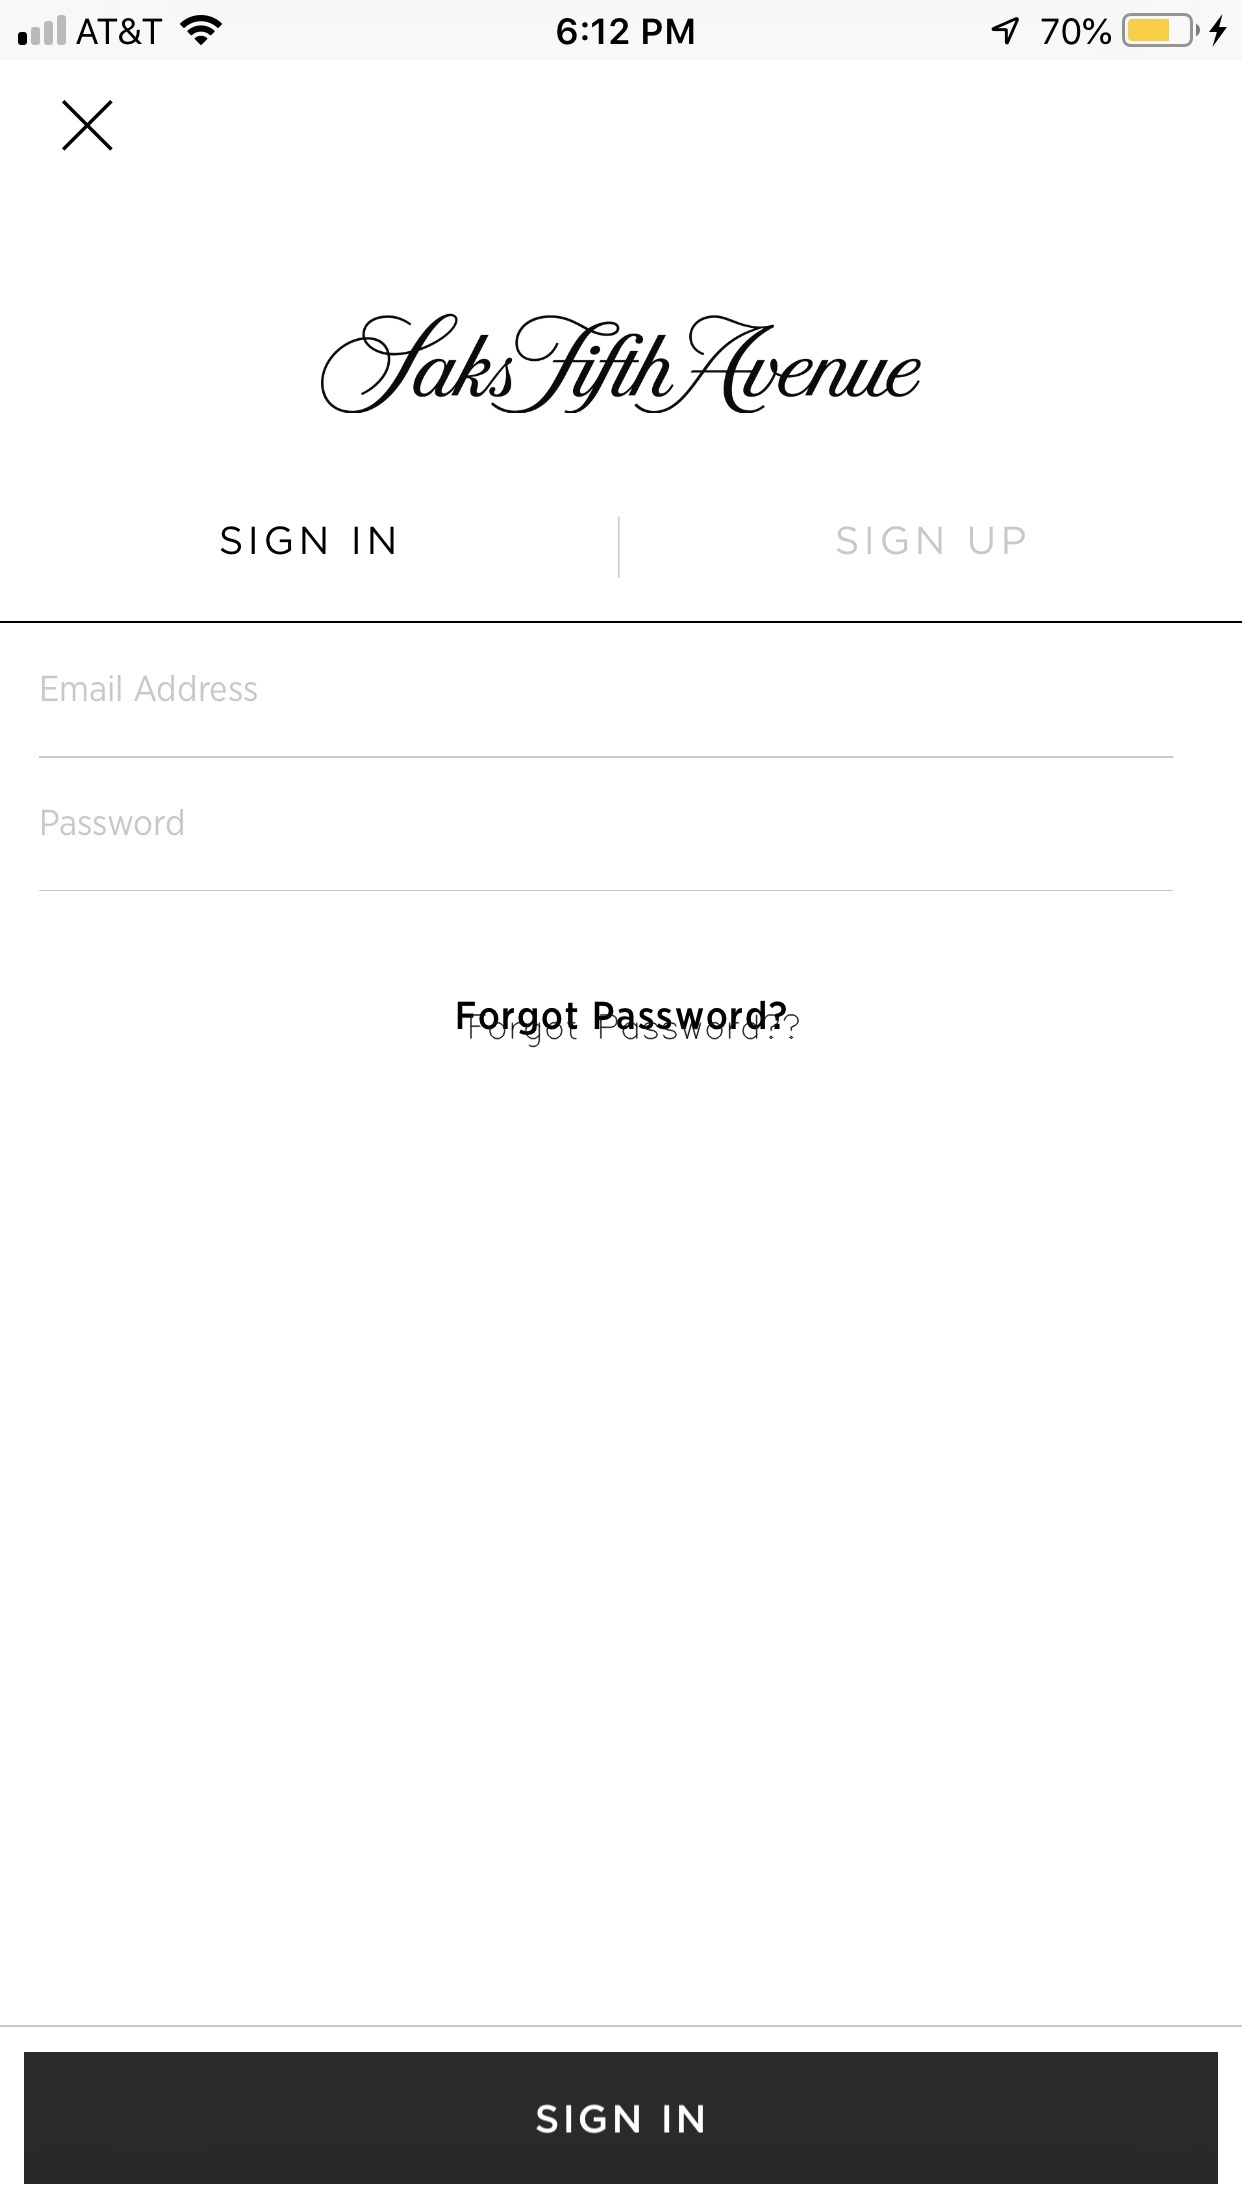 AT&T 6:12 PM 70%
Saks Fifth Avenue
SIGN IN SIGN UP
Email Address
Password
Forgot Password?
Forgot Password??
SIGN IN